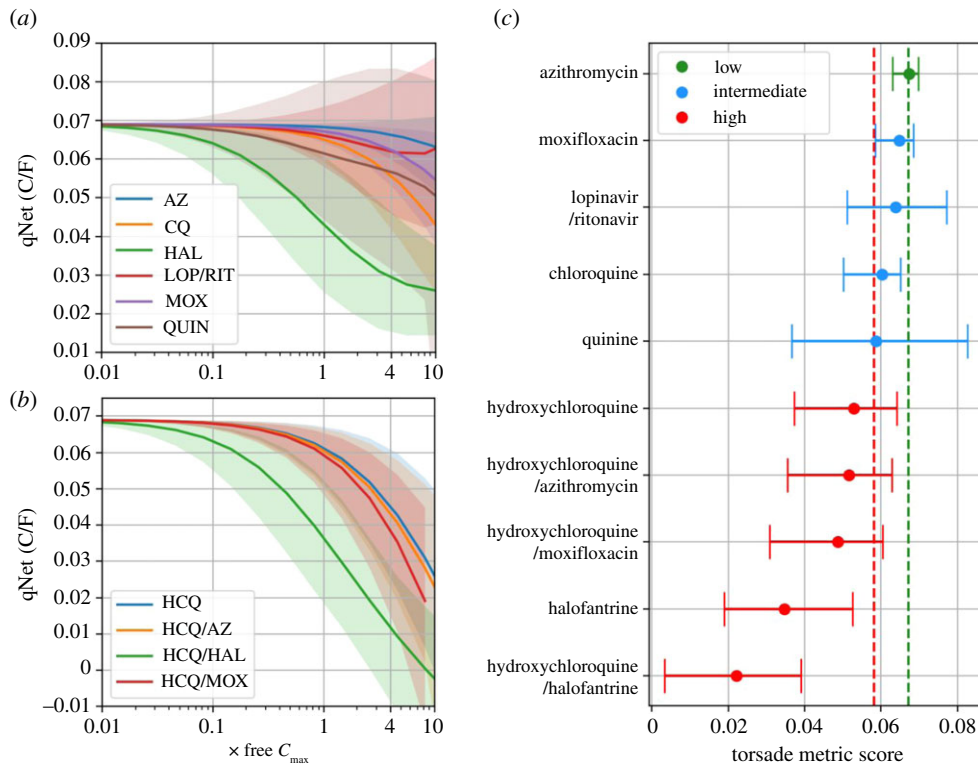 (a)
0.09
0.08
0.07
0.06
0.05
0.04
0.03
0.02
0.01
qNet (C/F)
AZ
CQ
HAL
LOP/RIT
MOX
QUIN
0.01
0.1
1
4
10
(b)
0.07
0.06
0.05
0.04
0.03
0.02
0.01
0
–0.01
qNet (C/F)
HCQ
HCQ/AZ
HCQ/HAL
HCQ/MOX
0.01
0.1
1
4
10
× free Cmax
(c)
low
intermediate
high
azithromycin
moxifloxacin
lopinavir
/ritonavir
chloroquine
quinine
hydroxychloroquine
hydroxychloroquine
/azithromycin
hydroxychloroquine
/moxifloxacin
halofantrine
hydroxychloroquine
/halofantrine
0
0.02
0.04
0.06
0.08
torsade metric score